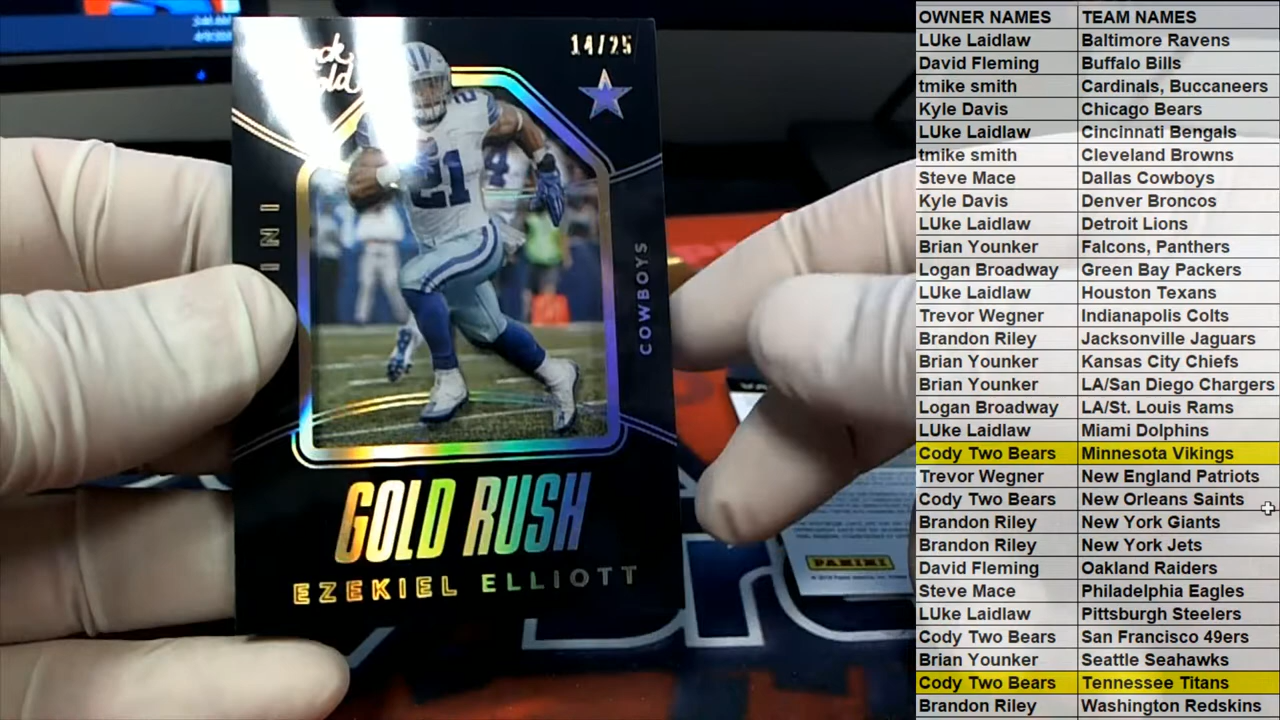 14/25
COWBOYS
21
GOLD RUSH
EZEKIEL ELLIOTT
PANINI
OWNER NAMES TEAM NAMES
LUke Laidlaw Baltimore Ravens
David Fleming Buffalo Bills
tmike smith Cardinals, Buccaneers
Kyle Davis Chicago Bears
LUke Laidlaw Cincinnati Bengals
tmike smith Cleveland Browns
Steve Mace Dallas Cowboys
Kyle Davis Denver Broncos
LUke Laidlaw Detroit Lions
Brian Younker Falcons, Panthers
Logan Broadway Green Bay Packers
LUke Laidlaw Houston Texans
Trevor Wegner Indianapolis Colts
Brandon Riley Jacksonville Jaguars
Brian Younker Kansas City Chiefs
Brian Younker LA/San Diego Chargers
Logan Broadway LA/St. Louis Rams
LUke Laidlaw Miami Dolphins
Cody Two Bears Minnesota Vikings
Trevor Wegner New England Patriots
Cody Two Bears New Orleans Saints
Brandon Riley New York Giants
Brandon Riley New York Jets
David Fleming Oakland Raiders
Steve Mace Philadelphia Eagles
LUke Laidlaw Pittsburgh Steelers
Cody Two Bears San Francisco 49ers
Brian Younker Seattle Seahawks
Cody Two Bears Tennessee Titans
Brandon Riley Washington Redskins